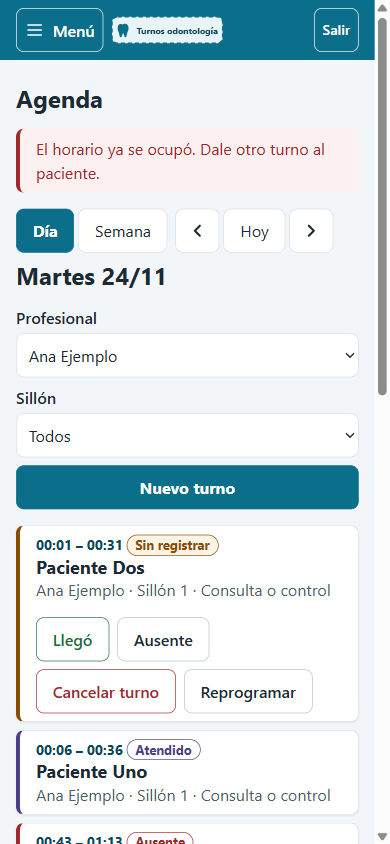 Menú
Turnos odontología
Salir
Agenda
El horario ya se ocupó. Dale otro turno al
paciente.
Día
Semana
Hoy
Martes 24/11
Profesional
Ana Ejemplo
Sillón
Todos
Nuevo turno
00:01 – 00:31 Sin registrar
Paciente Dos
Ana Ejemplo · Sillón 1 · Consulta o control
Llegó
Ausente
Cancelar turno
Reprogramar
00:06 – 00:36 Atendido
Paciente Uno
Ana Ejemplo · Sillón 1 · Consulta o control
00:43 – 01:13 Ausente